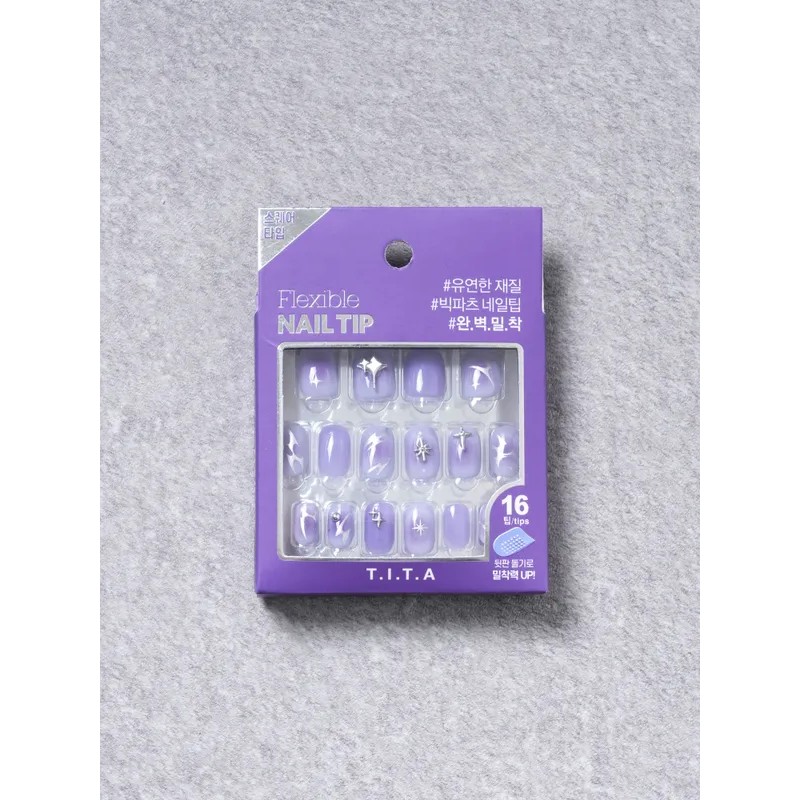 스퀘어
타입
Flexible
NAIL TIP
#유연한 재질
#빅파츠 네일팁
#완.벽.밀.착
16
팁/tips
뒷판 돌기로
밀착력 UP!
T.I.T.A